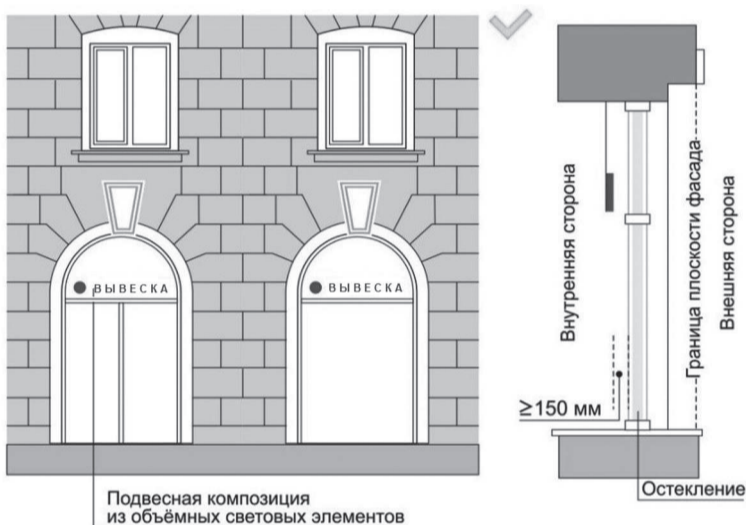 ВЫВЕСКА
ВЫВЕСКА
Подвесная композиция
из объёмных световых элементов
Внутренняя сторона
Граница плоскости фасада
Внешняя сторона
≥150 мм
Остекление